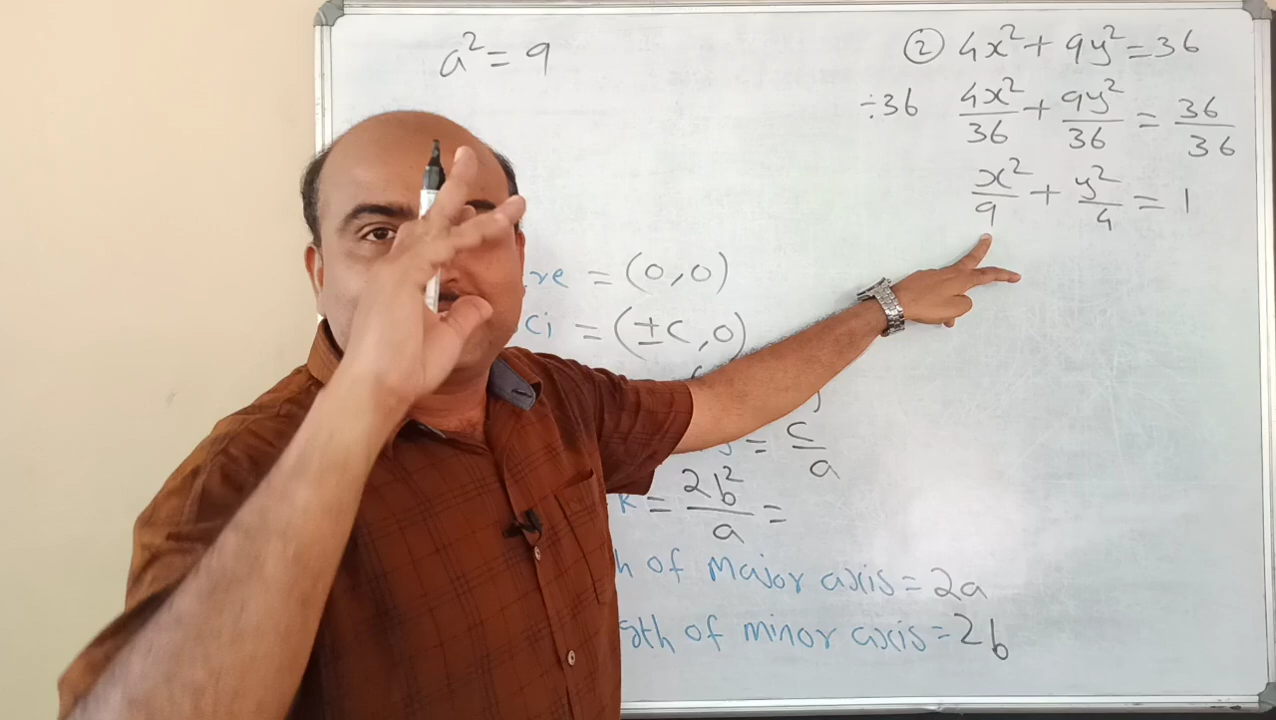 a² = 9
② 4x² + 9y² = 36
÷36 4x²/36 + 9y²/36 = 36/36
x²/9 + y²/4 = 1
re = (0,0)
ci = (±c,0)
= c/a
R = 2b²/a =
h of major axis = 2a
gth of minor axis = 2b